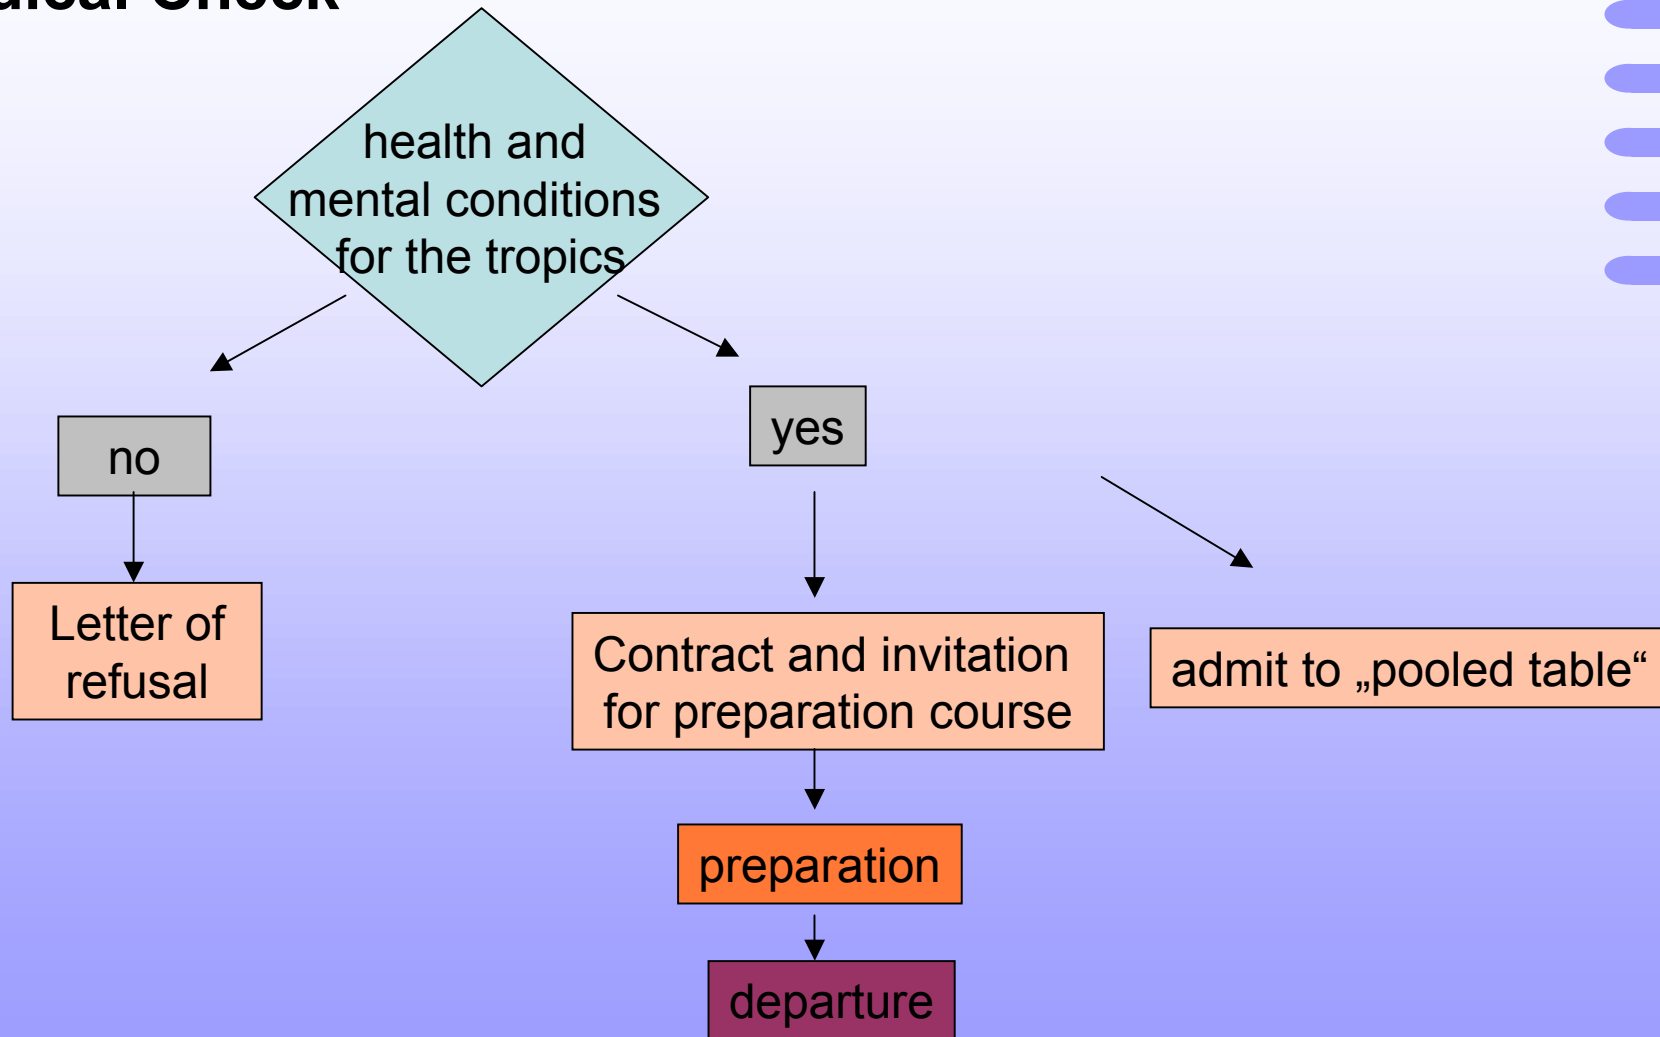 health and
mental conditions
for the tropics
no
yes
Letter of
refusal
Contract and invitation
for preparation course
admit to „pooled table“
preparation
departure